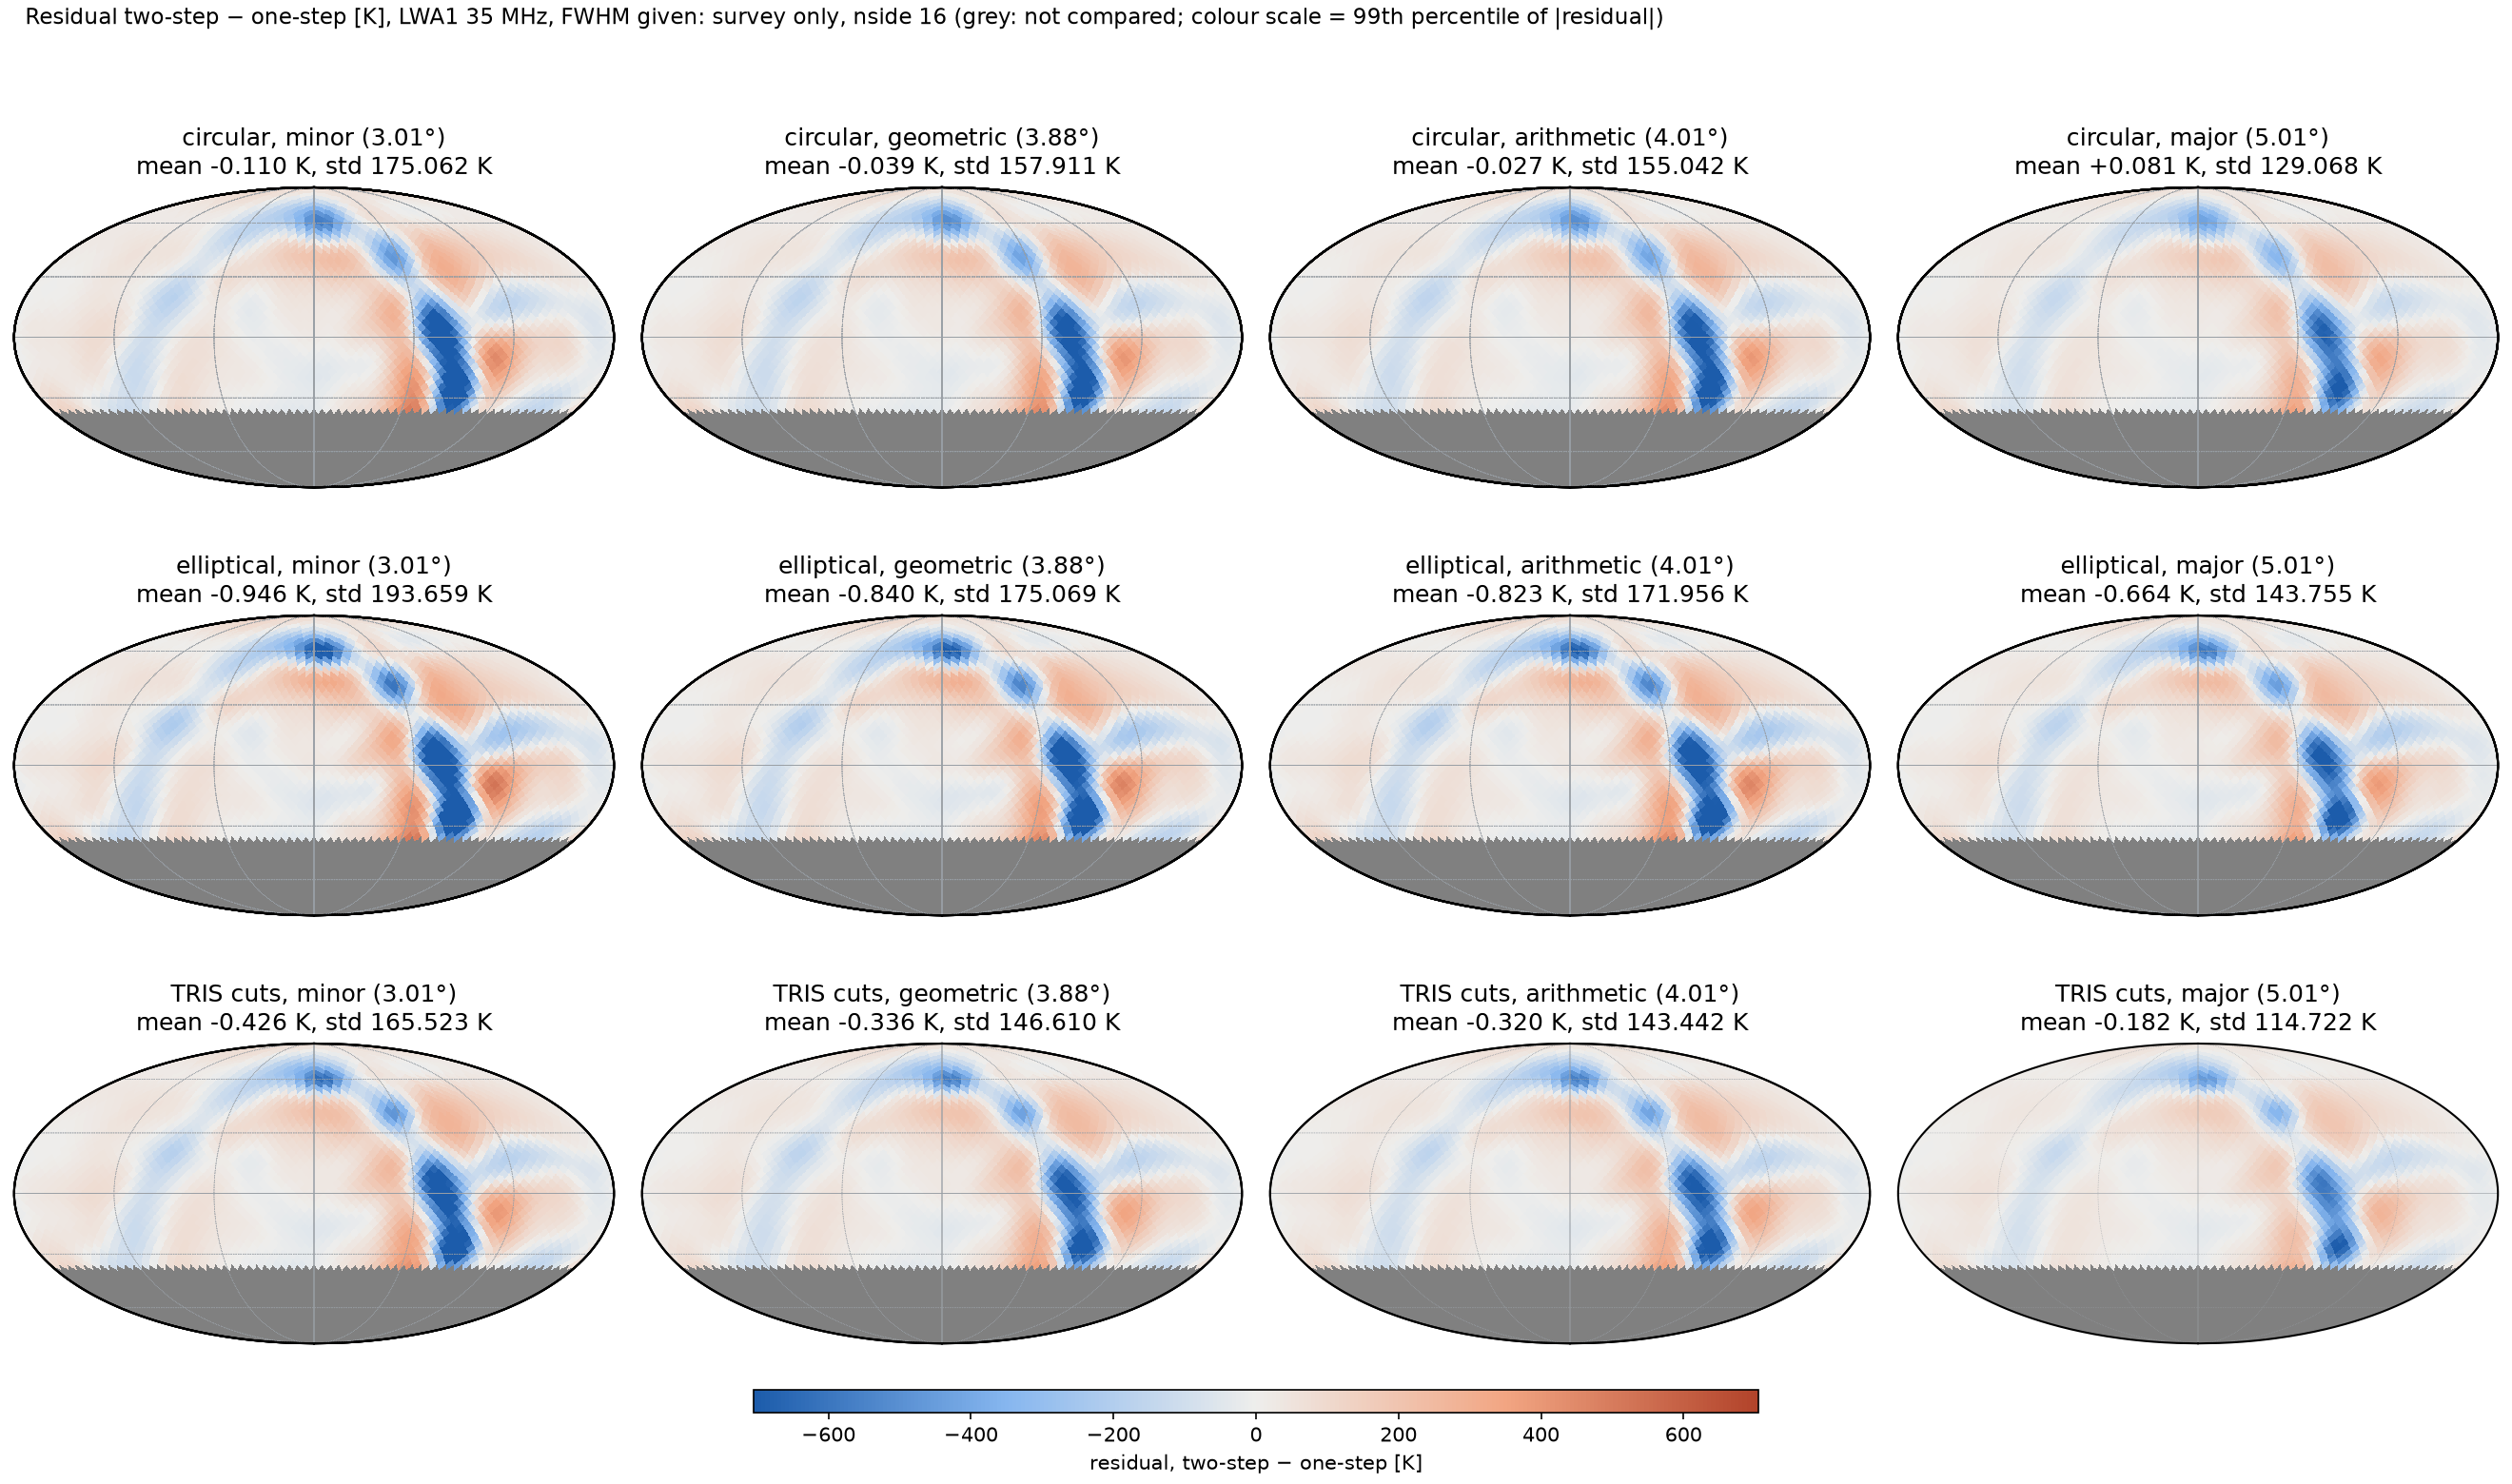 Residual two-step − one-step [K], LWA1 35 MHz, FWHM given: survey only, nside 16 (grey: not compared; colour scale = 99th percentile of |residual|)
circular, minor (3.01°)
mean -0.110 K, std 175.062 K
circular, geometric (3.88°)
mean -0.039 K, std 157.911 K
circular, arithmetic (4.01°)
mean -0.027 K, std 155.042 K
circular, major (5.01°)
mean +0.081 K, std 129.068 K
elliptical, minor (3.01°)
mean -0.946 K, std 193.659 K
elliptical, geometric (3.88°)
mean -0.840 K, std 175.069 K
elliptical, arithmetic (4.01°)
mean -0.823 K, std 171.956 K
elliptical, major (5.01°)
mean -0.664 K, std 143.755 K
TRIS cuts, minor (3.01°)
mean -0.426 K, std 165.523 K
TRIS cuts, geometric (3.88°)
mean -0.336 K, std 146.610 K
TRIS cuts, arithmetic (4.01°)
mean -0.320 K, std 143.442 K
TRIS cuts, major (5.01°)
mean -0.182 K, std 114.722 K
−600 −400 −200 0 200 400 600
residual, two-step − one-step [K]